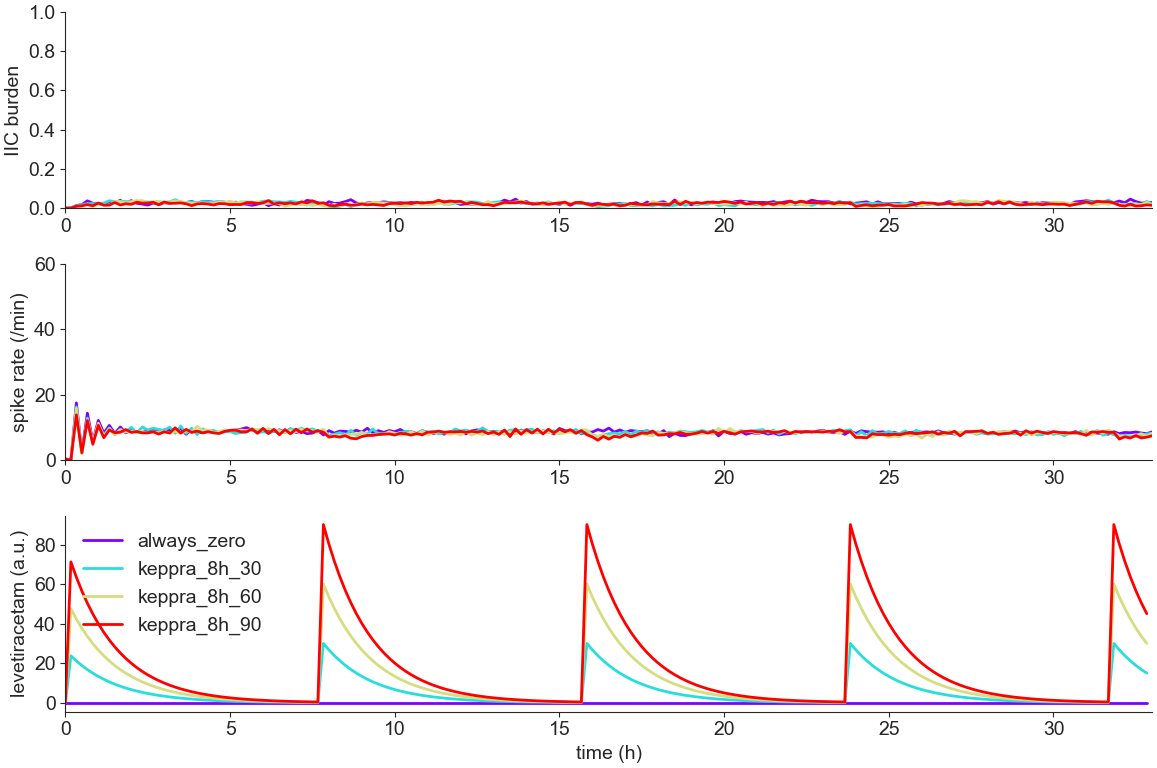 IIC burden
1.0
0.8
0.6
0.4
0.2
0.0
0 5 10 15 20 25 30
spike rate (/min)
60
40
20
0
0 5 10 15 20 25 30
levetiracetam (a.u.)
80
60
40
20
0
always_zero
keppra_8h_30
keppra_8h_60
keppra_8h_90
0 5 10 15 20 25 30
time (h)